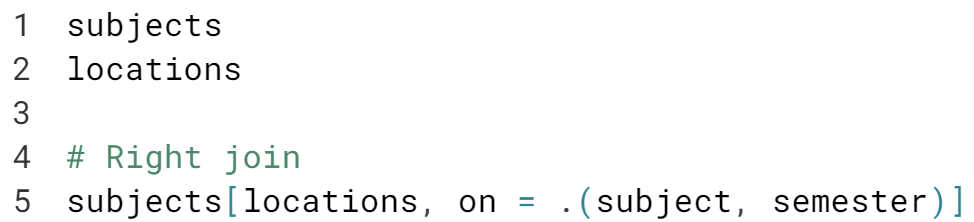 1 subjects
2 locations
3
4 # Right join
5 subjects[locations, on = .(subject, semester)]